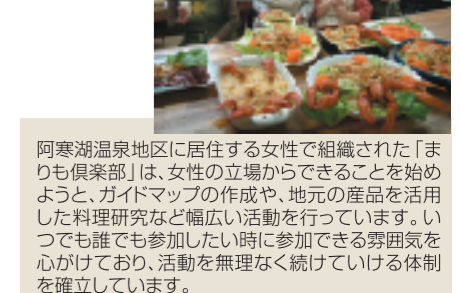 阿寒湖温泉地区に居住する女性で組織された「ま
りも倶楽部」は、女性の立場からできることを始め
ようと、ガイドマップの作成や、地元の産品を活用
した料理研究など幅広い活動を行っています。い
つでも誰でも参加したい時に参加できる雰囲気を
心がけており、活動を無理なく続けていける体制
を確立しています。